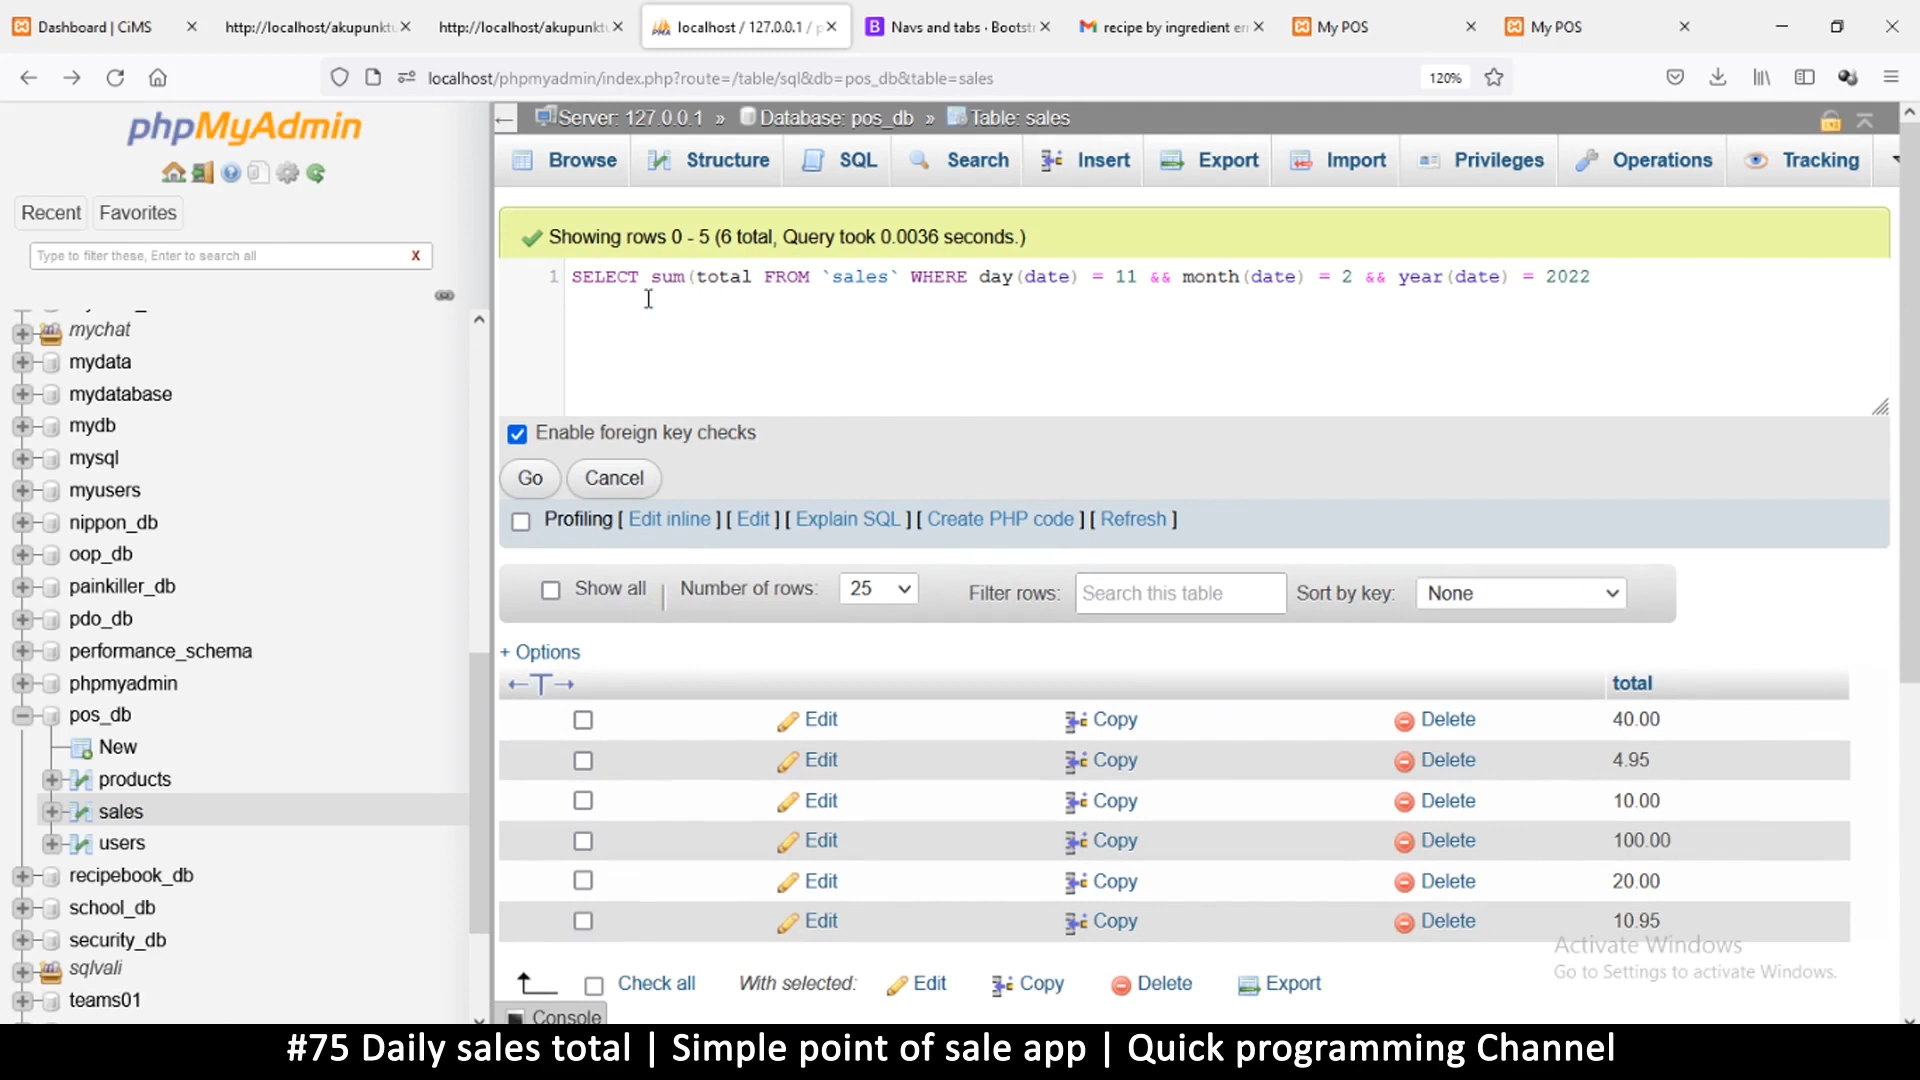 Dashboard | CiMS
http://localhost/akupunktu
http://localhost/akupunktu
localhost / 127.0.0.1 / p
Navs and tabs · Bootstr
recipe by ingredient er
My POS
My POS
localhost/phpmyadmin/index.php?route=/table/sql&db=pos_db&table=sales
120%
phpMyAdmin
Recent
Favorites
Type to filter these, Enter to search all
X
mychat
mydata
mydatabase
mydb
mysql
myusers
nippon_db
oop_db
painkiller_db
pdo_db
performance_schema
phpmyadmin
pos_db
New
products
sales
users
recipebook_db
school_db
security_db
sqlvali
teams01
Server: 127.0.0.1 » Database: pos_db » Table: sales
Browse Structure SQL Search Insert Export Import Privileges Operations Tracking
Showing rows 0 - 5 (6 total, Query took 0.0036 seconds.)
1 SELECT sum(total FROM `sales` WHERE day(date) = 11 && month(date) = 2 && year(date) = 2022
Enable foreign key checks
Go Cancel
Profiling [ Edit inline ] [ Edit ] [ Explain SQL ] [ Create PHP code ] [ Refresh ]
Show all | Number of rows: 25 Filter rows: Search this table Sort by key: None
+ Options
←T→ total
Edit Copy Delete 40.00
Edit Copy Delete 4.95
Edit Copy Delete 10.00
Edit Copy Delete 100.00
Edit Copy Delete 20.00
Edit Copy Delete 10.95
Check all With selected: Edit Copy Delete Export
Console
Activate Windows
Go to Settings to activate Windows.
#75 Daily sales total | Simple point of sale app | Quick programming Channel